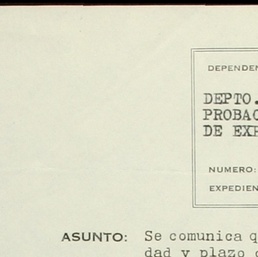 DEPENDEN
DEPTO.
PROBAC
DE EXP
NUMERO:
EXPEDIEN
ASUNTO: Se comunica q
dad y plazo